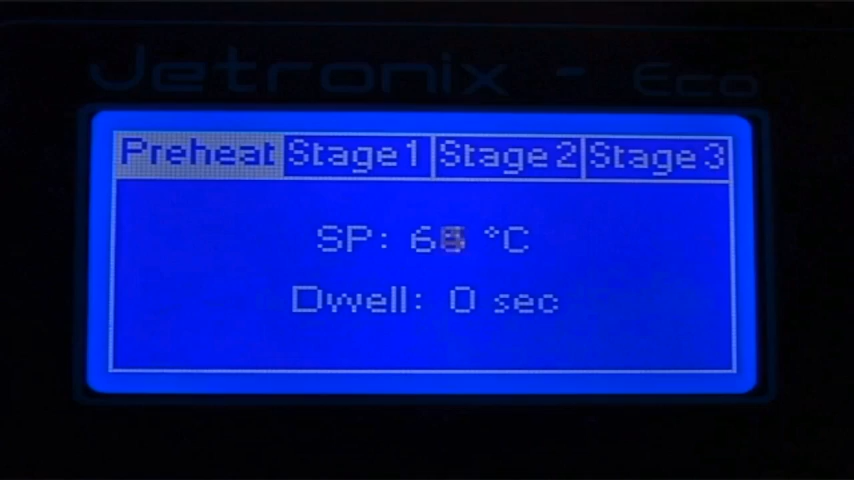 Jetronix - Eco
Preheat Stage 1 Stage 2 Stage 3
SP: °C
Dwell: 0 sec